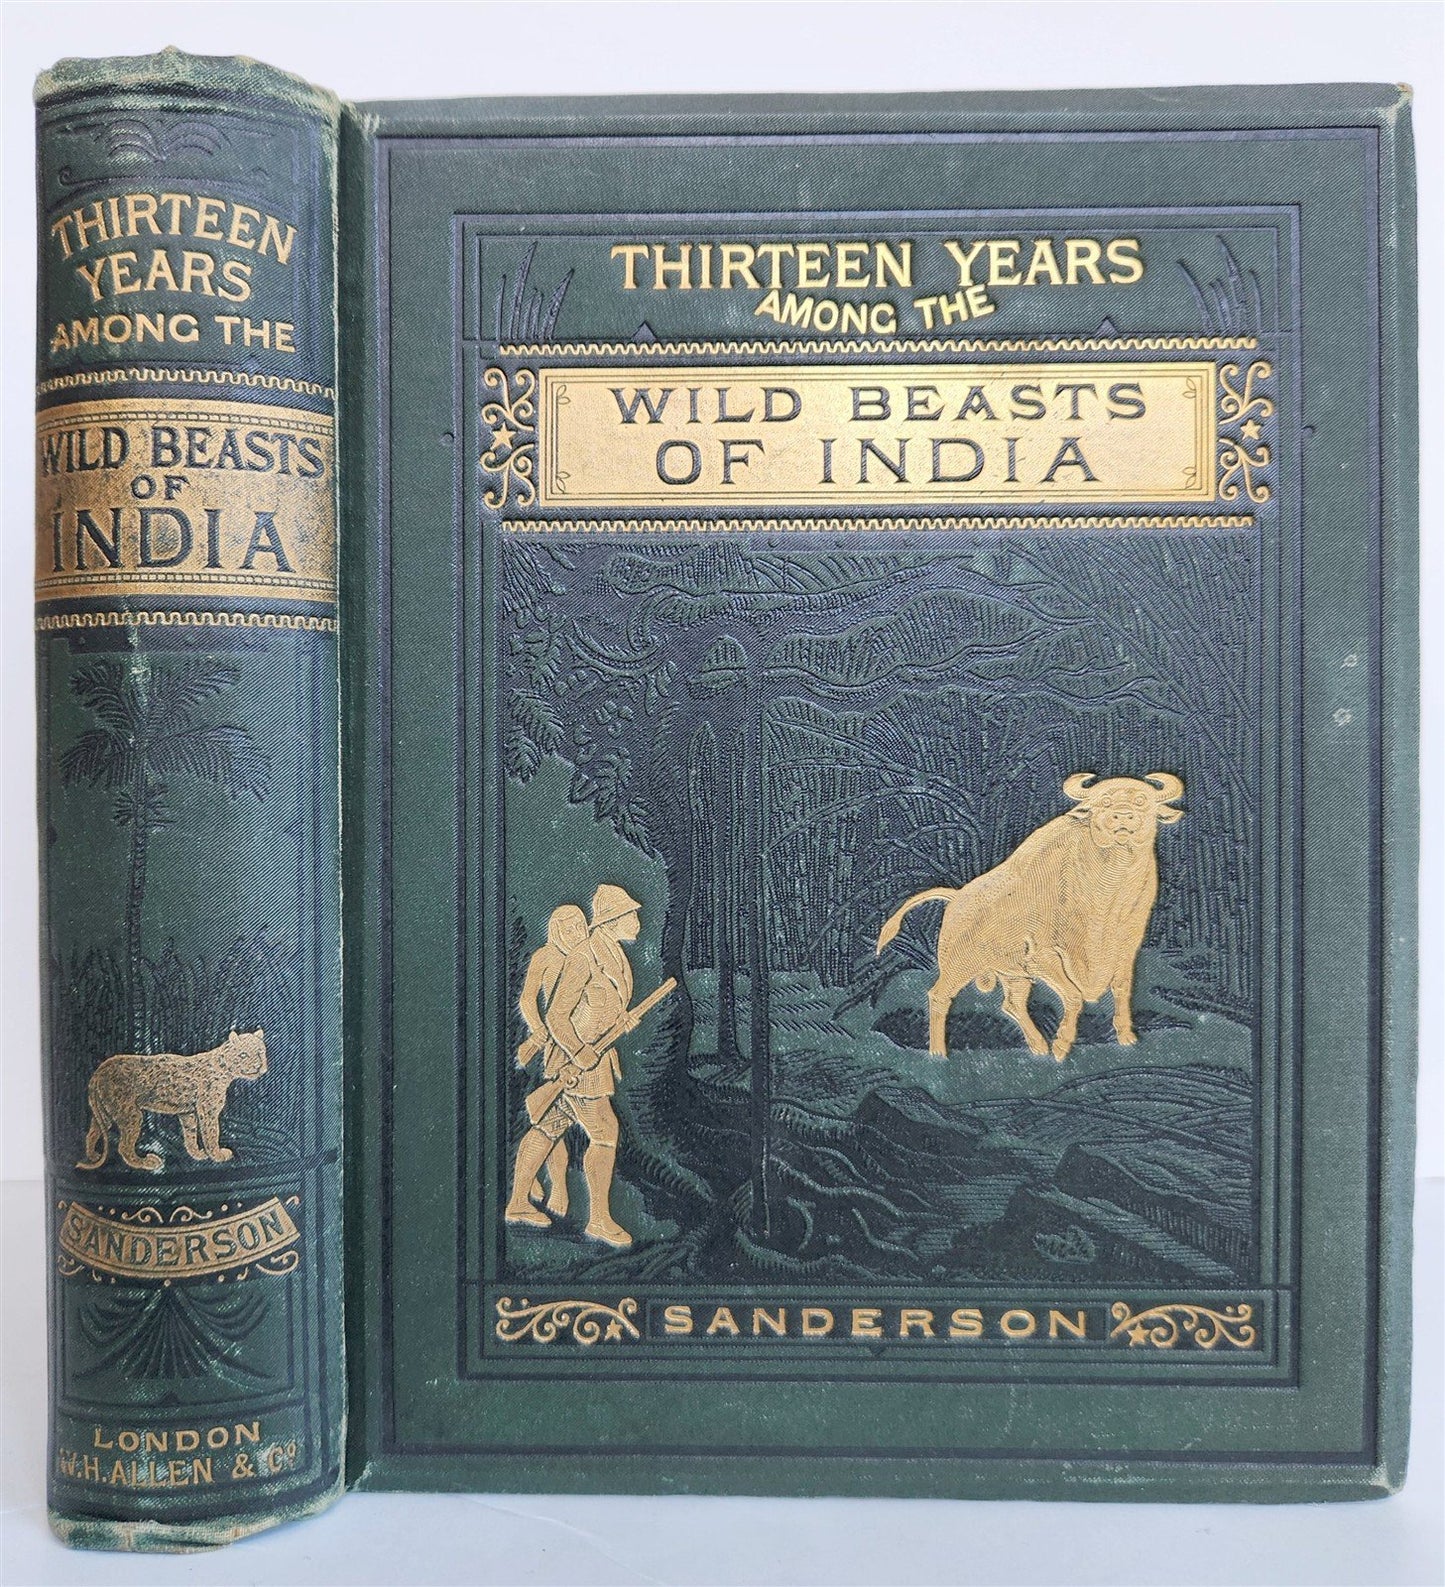 THIRTEEN
YEARS
AMONG THE
WILD BEASTS
OF
INDIA
SANDERSON
LONDON
W.H.ALLEN & Cº
THIRTEEN YEARS
AMONG THE
WILD BEASTS
OF INDIA
SANDERSON